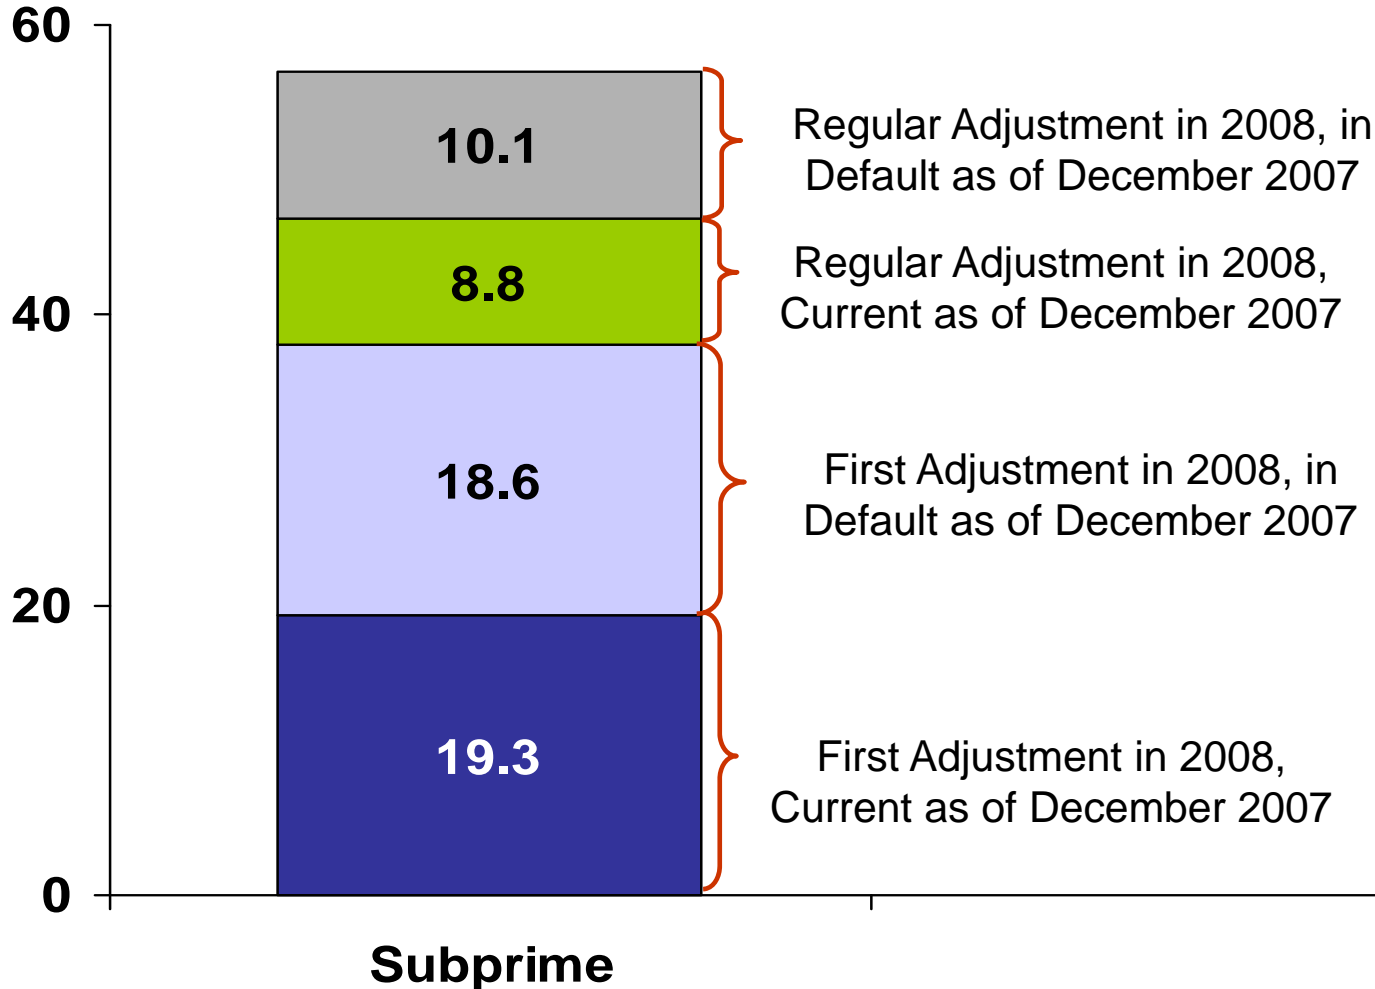 60
10.1
Regular Adjustment in 2008, in
Default as of December 2007
8.8
Regular Adjustment in 2008,
Current as of December 2007
40
18.6
First Adjustment in 2008, in
Default as of December 2007
20
19.3
First Adjustment in 2008,
Current as of December 2007
0
Subprime